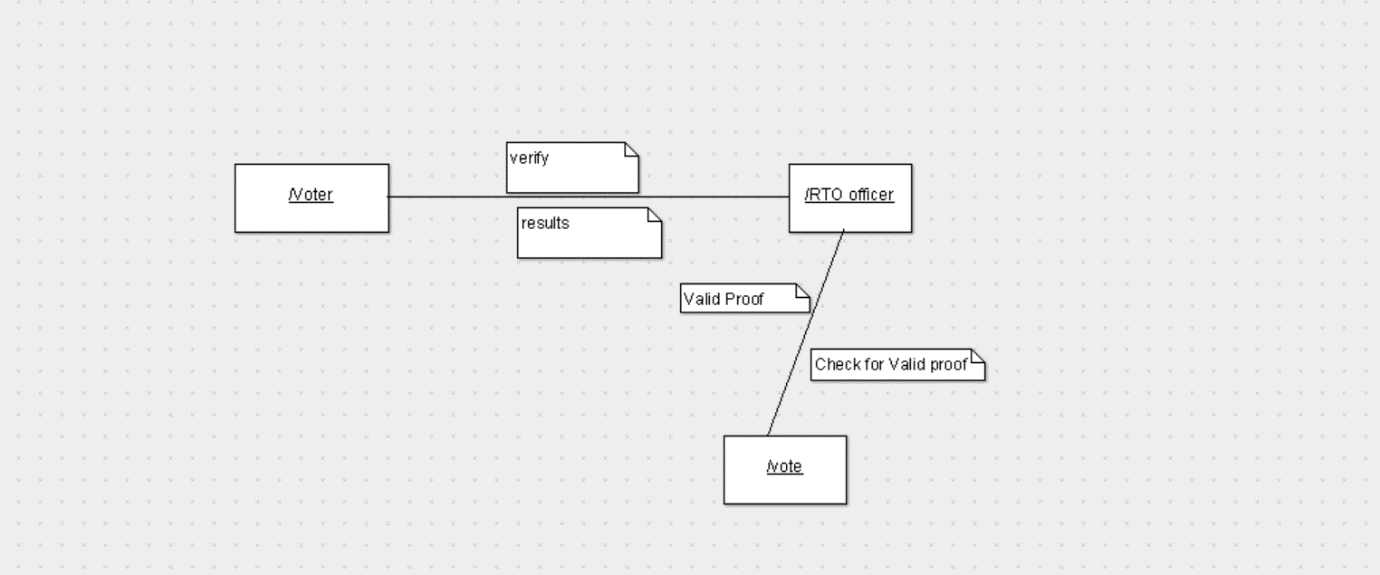 verify
/Voter
/RTO officer
results
Valid Proof
Check for Valid proof
/vote